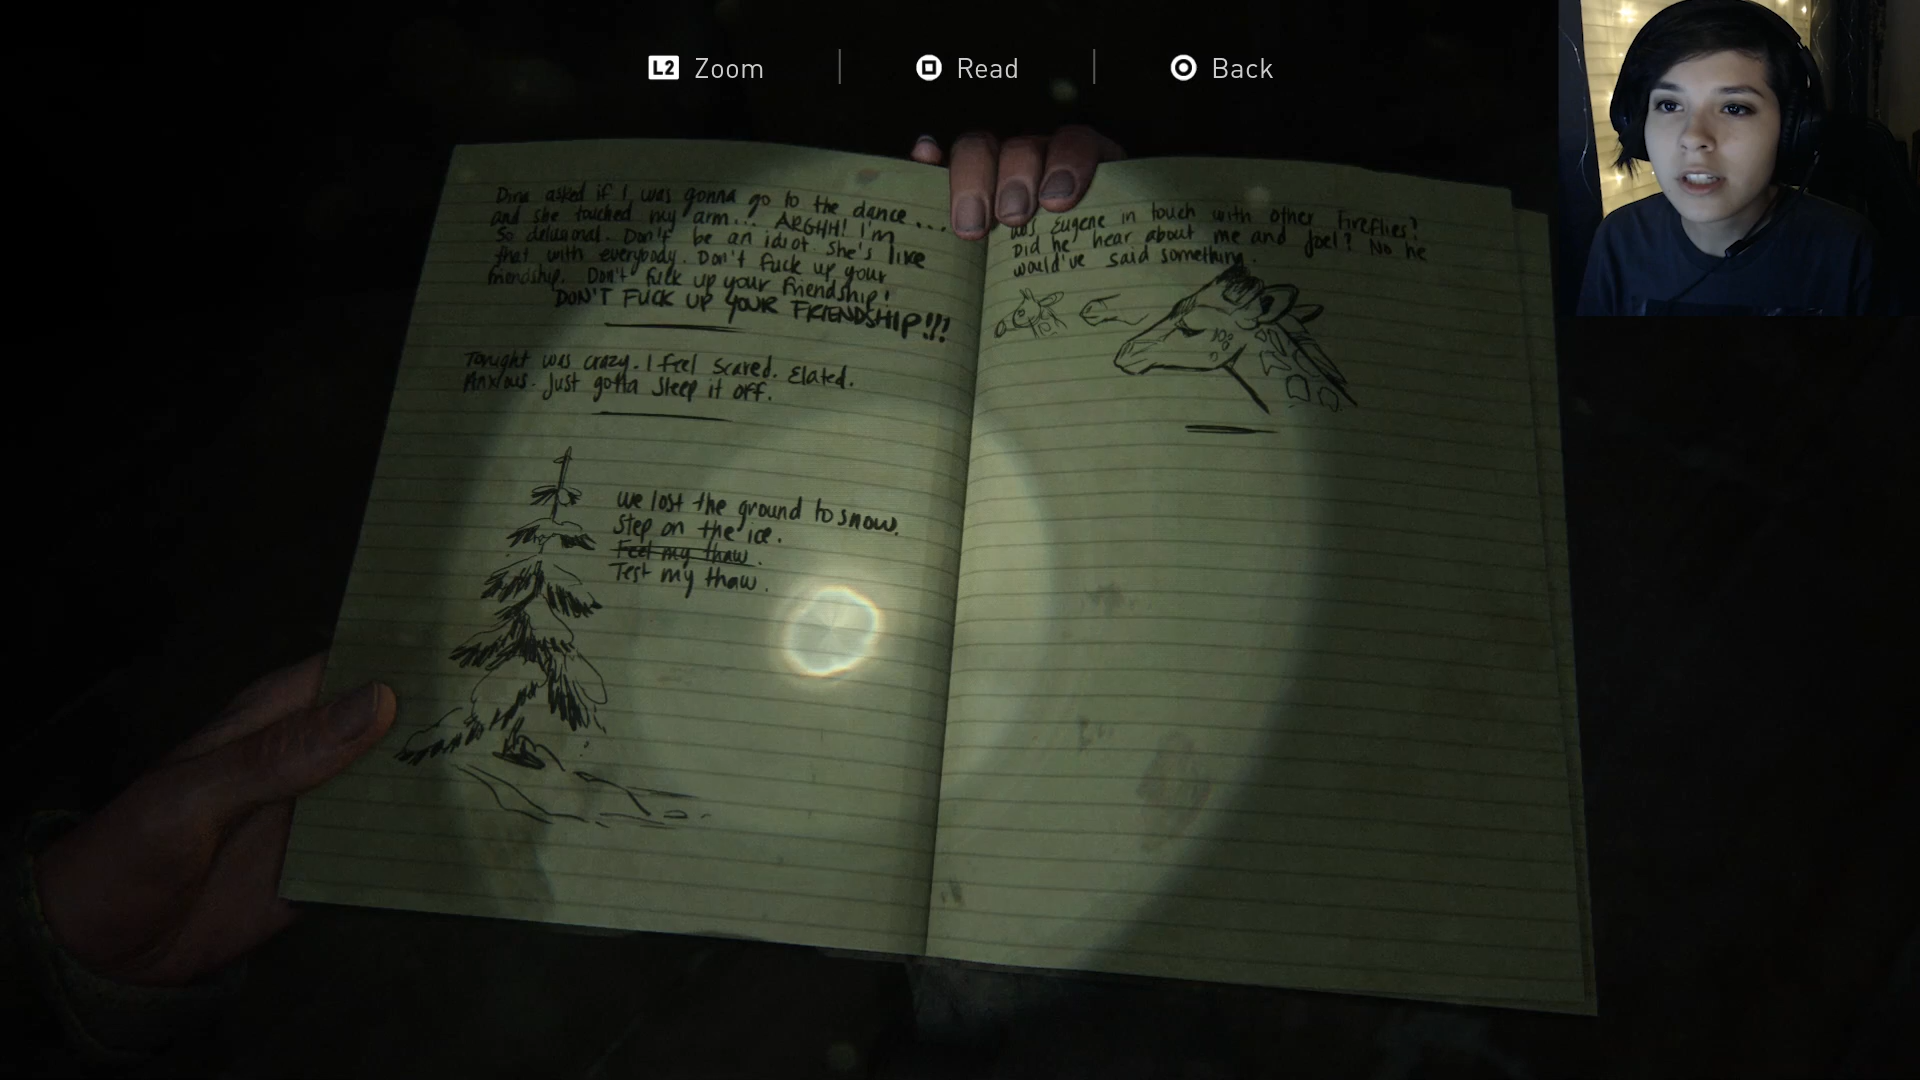 L2 Zoom | Read | Back
Dina asked if I was gonna go to the dance...
and she touched my arm... ARGHH! I'm
so delusional. Don't be an idiot. She's like
that with everybody. Don't fuck up your
friendship. Don't fuck up your friendship!
DON'T FUCK UP YOUR FRIENDSHIP!!!
Tonight was crazy. I feel scared. Elated.
Anxious. Just gotta sleep it off.
We lost the ground to snow.
Step on the ice.
Feel my thaw.
Test my thaw.
Was Eugene in touch with other Fireflies?
Did he hear about me and Joel? No he
would've said something.